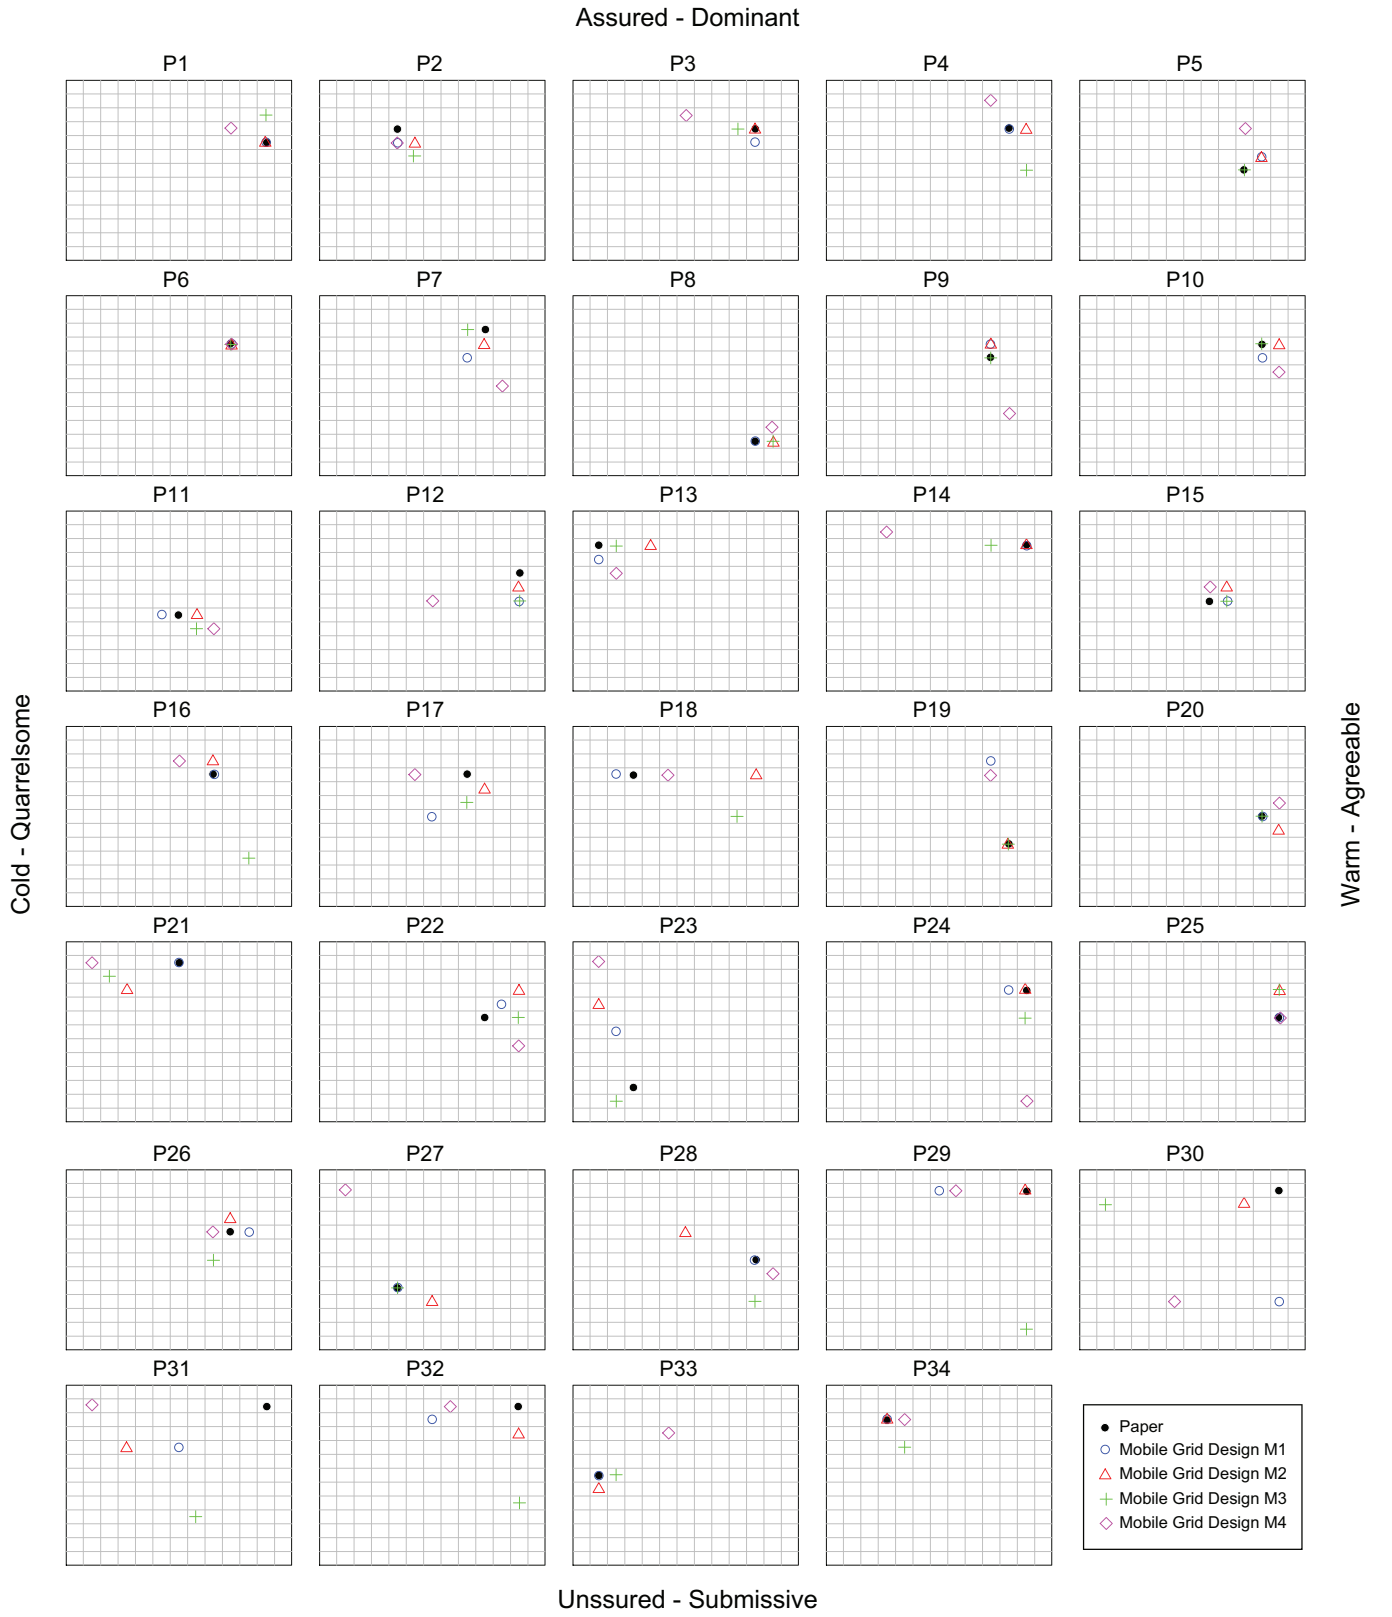 Assured - Dominant
P1 P2 P3 P4 P5
P6 P7 P8 P9 P10
P11 P12 P13 P14 P15
Cold - Quarrelsome
Warm - Agreeable
P16 P17 P18 P19 P20
P21 P22 P23 P24 P25
P26 P27 P28 P29 P30
P31 P32 P33 P34
Paper
Mobile Grid Design M1
Mobile Grid Design M2
Mobile Grid Design M3
Mobile Grid Design M4
Unssured - Submissive